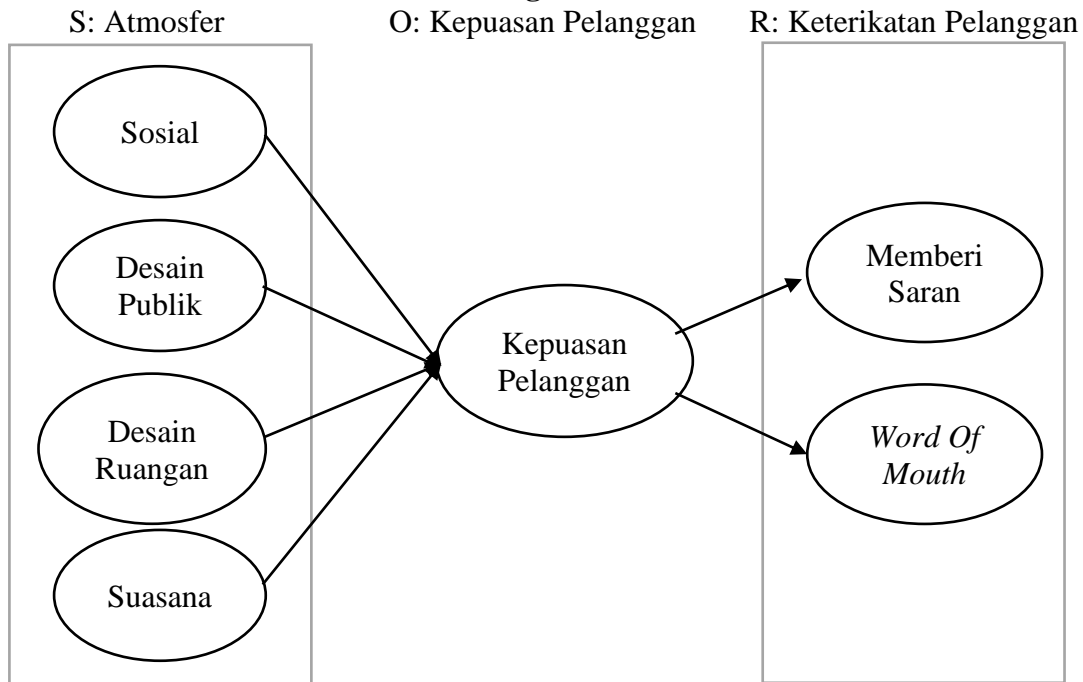 S: Atmosfer
O: Kepuasan Pelanggan
R: Keterikatan Pelanggan
Sosial
Desain
Publik
Desain
Ruangan
Suasana
Kepuasan
Pelanggan
Memberi
Saran
Word Of
Mouth